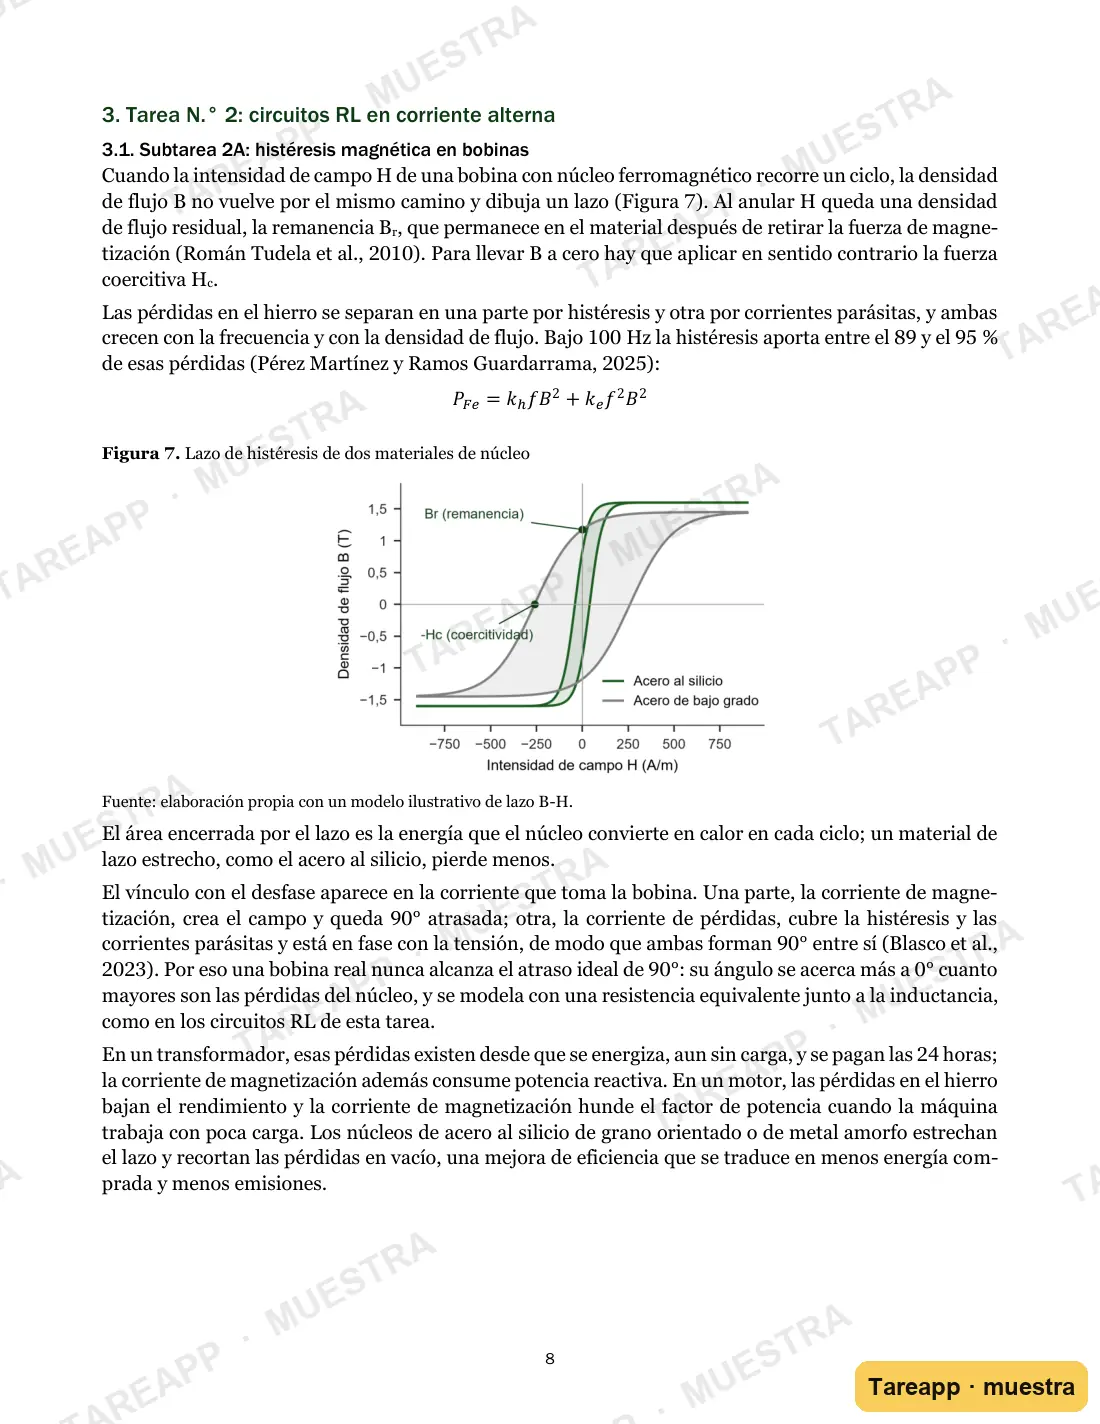 3. Tarea N.° 2: circuitos RL en corriente alterna
3.1. Subtarea 2A: histéresis magnética en bobinas
Cuando la intensidad de campo H de una bobina con núcleo ferromagnético recorre un ciclo, la densidad
de flujo B no vuelve por el mismo camino y dibuja un lazo (Figura 7). Al anular H queda una densidad
de flujo residual, la remanencia Bᵣ, que permanece en el material después de retirar la fuerza de magne-
tización (Román Tudela et al., 2010). Para llevar B a cero hay que aplicar en sentido contrario la fuerza
coercitiva H꜀.
Las pérdidas en el hierro se separan en una parte por histéresis y otra por corrientes parásitas, y ambas
crecen con la frecuencia y con la densidad de flujo. Bajo 100 Hz la histéresis aporta entre el 89 y el 95 %
de esas pérdidas (Pérez Martínez y Ramos Guardarrama, 2025):
P_Fe = k_h f B² + k_e f² B²
Figura 7. Lazo de histéresis de dos materiales de núcleo
Densidad de flujo B (T)
1,5
1
0,5
0
−0,5
−1
−1,5
Br (remanencia)
-Hc (coercitividad)
Acero al silicio
Acero de bajo grado
−750 −500 −250 0 250 500 750
Intensidad de campo H (A/m)
Fuente: elaboración propia con un modelo ilustrativo de lazo B-H.
El área encerrada por el lazo es la energía que el núcleo convierte en calor en cada ciclo; un material de
lazo estrecho, como el acero al silicio, pierde menos.
El vínculo con el desfase aparece en la corriente que toma la bobina. Una parte, la corriente de magne-
tización, crea el campo y queda 90° atrasada; otra, la corriente de pérdidas, cubre la histéresis y las
corrientes parásitas y está en fase con la tensión, de modo que ambas forman 90° entre sí (Blasco et al.,
2023). Por eso una bobina real nunca alcanza el atraso ideal de 90°: su ángulo se acerca más a 0° cuanto
mayores son las pérdidas del núcleo, y se modela con una resistencia equivalente junto a la inductancia,
como en los circuitos RL de esta tarea.
En un transformador, esas pérdidas existen desde que se energiza, aun sin carga, y se pagan las 24 horas;
la corriente de magnetización además consume potencia reactiva. En un motor, las pérdidas en el hierro
bajan el rendimiento y la corriente de magnetización hunde el factor de potencia cuando la máquina
trabaja con poca carga. Los núcleos de acero al silicio de grano orientado o de metal amorfo estrechan
el lazo y recortan las pérdidas en vacío, una mejora de eficiencia que se traduce en menos energía com-
prada y menos emisiones.
8
Tareapp · muestra
TAREAPP · MUESTRA
TAREAPP · MUESTRA
TAREAPP · MUESTRA
TAREAPP · MUESTRA
TAREAPP · MUESTRA
TAREAPP · MUESTRA
TAREAPP · MUESTRA
TAREAPP · MUESTRA